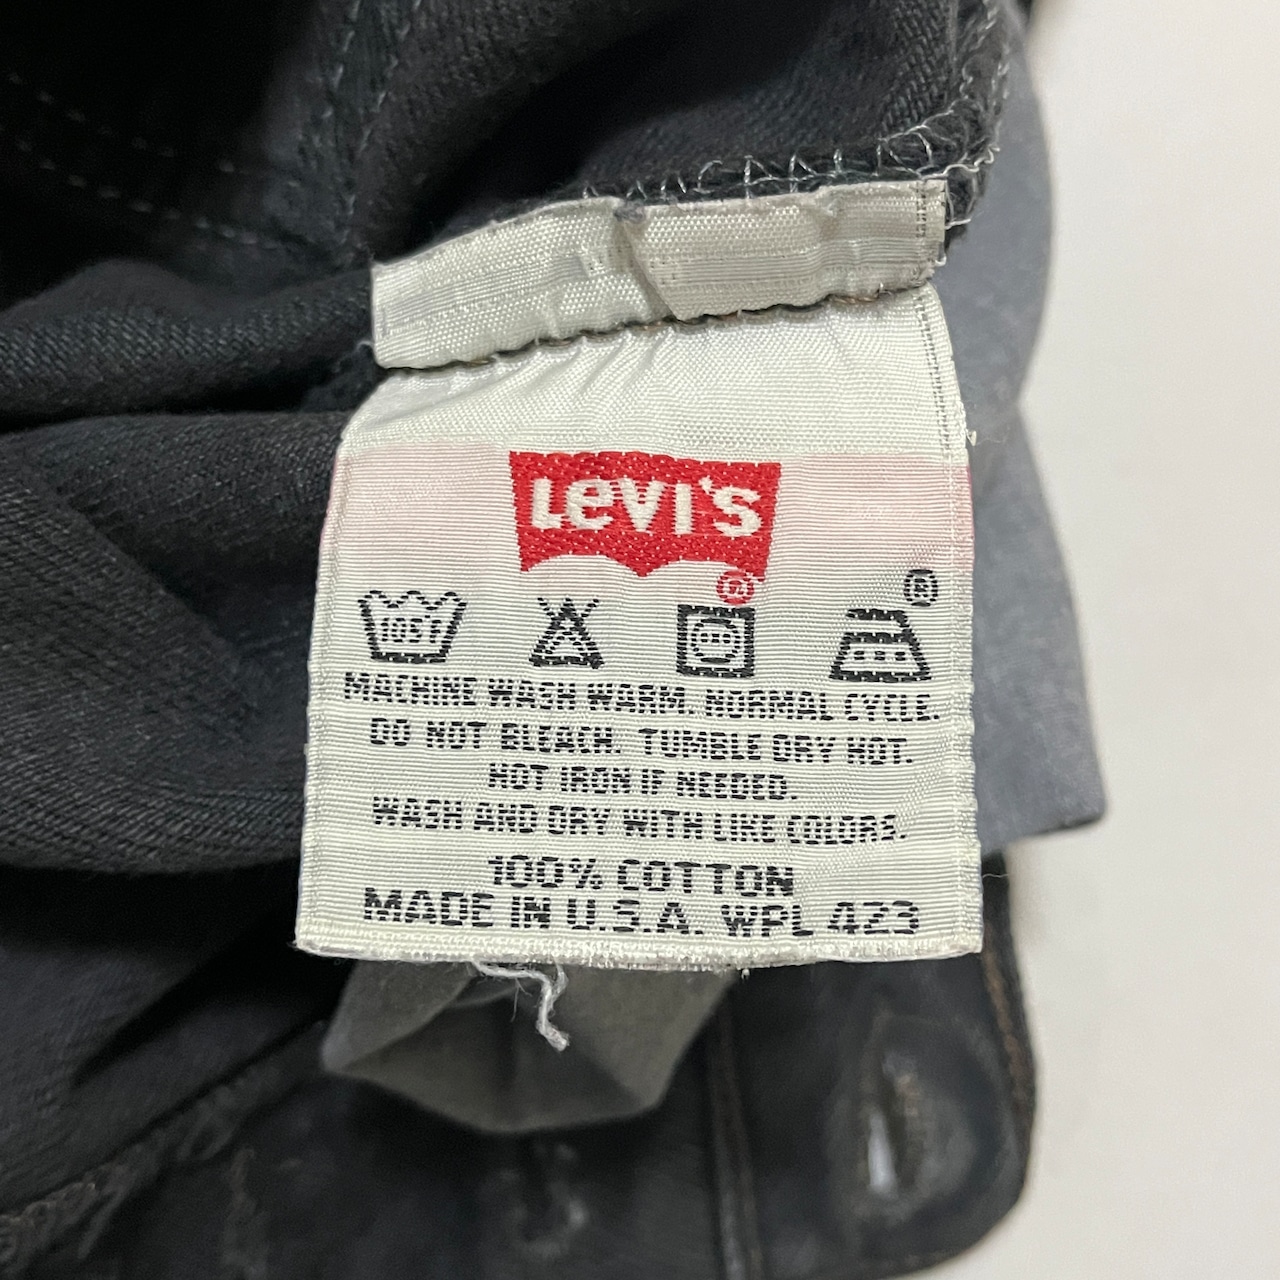 LEVI'S
®
®
105F
MACHINE WASH WARM. NORMAL CYCLE.
DO NOT BLEACH. TUMBLE DRY HOT.
HOT IRON IF NEEDED.
WASH AND DRY WITH LIKE COLORS.
100% COTTON
MADE IN U.S.A. WPL 423